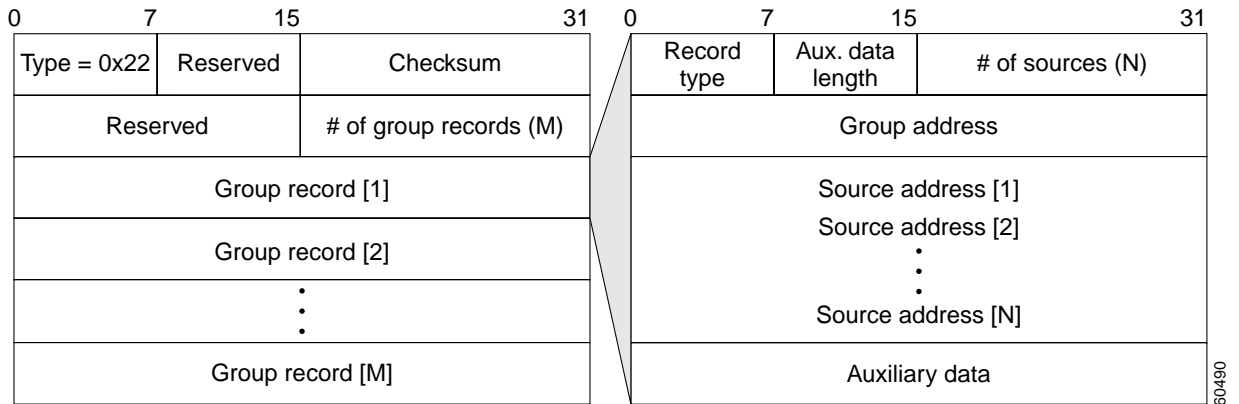 0 7 15 31
Type = 0x22 Reserved Checksum
Reserved # of group records (M)
Group record [1]
Group record [2]
Group record [M]
0 7 15 31
Record type
Aux. data length
# of sources (N)
Group address
Source address [1]
Source address [2]
Source address [N]
Auxiliary data
60490